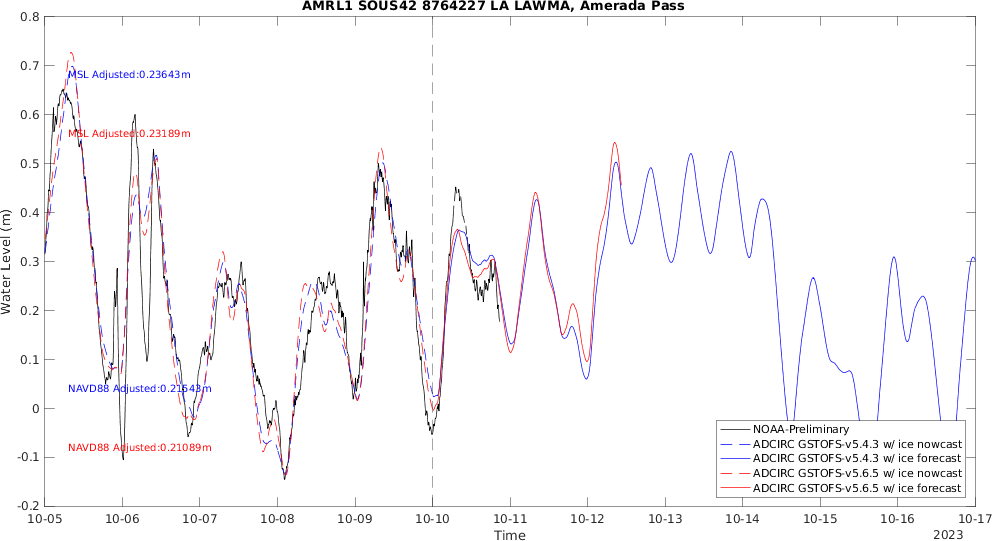 AMRL1 SOUS42 8764227 LA LAWMA, Amerada Pass
0.8
0.7
0.6
0.5
0.4
0.3
0.2
0.1
0
-0.1
-0.2
Water Level (m)
MSL Adjusted:0.23643m
MSL Adjusted:0.23189m
NAVD88 Adjusted:0.21543m
NAVD88 Adjusted:0.21089m
NOAA-Preliminary
ADCIRC GSTOFS-v5.4.3 w/ ice nowcast
ADCIRC GSTOFS-v5.4.3 w/ ice forecast
ADCIRC GSTOFS-v5.6.5 w/ ice nowcast
ADCIRC GSTOFS-v5.6.5 w/ ice forecast
10-05 10-06 10-07 10-08 10-09 10-10 10-11 10-12 10-13 10-14 10-15 10-16 10-17
Time
2023